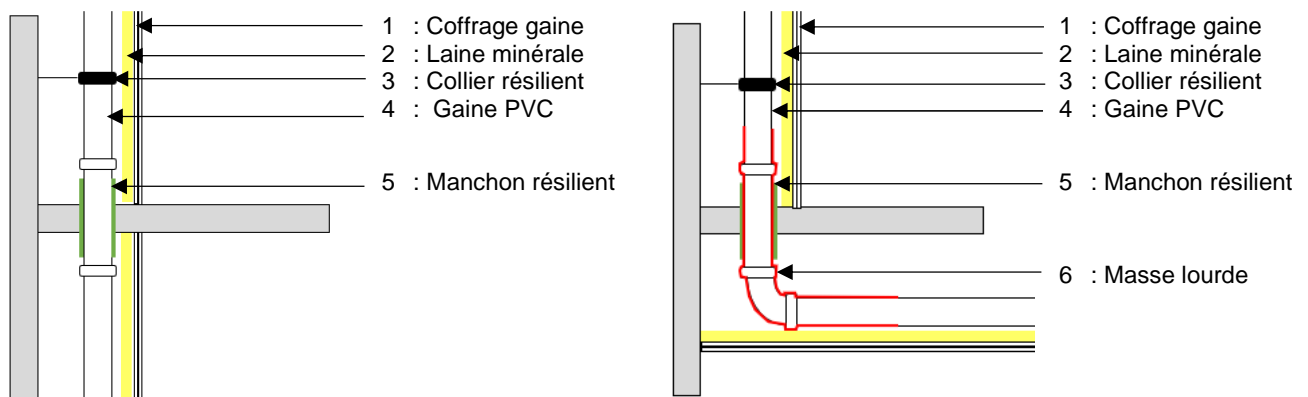 1 : Coffrage gaine
2 : Laine minérale
3 : Collier résilient
4 : Gaine PVC
5 : Manchon résilient
1 : Coffrage gaine
2 : Laine minérale
3 : Collier résilient
4 : Gaine PVC
5 : Manchon résilient
6 : Masse lourde